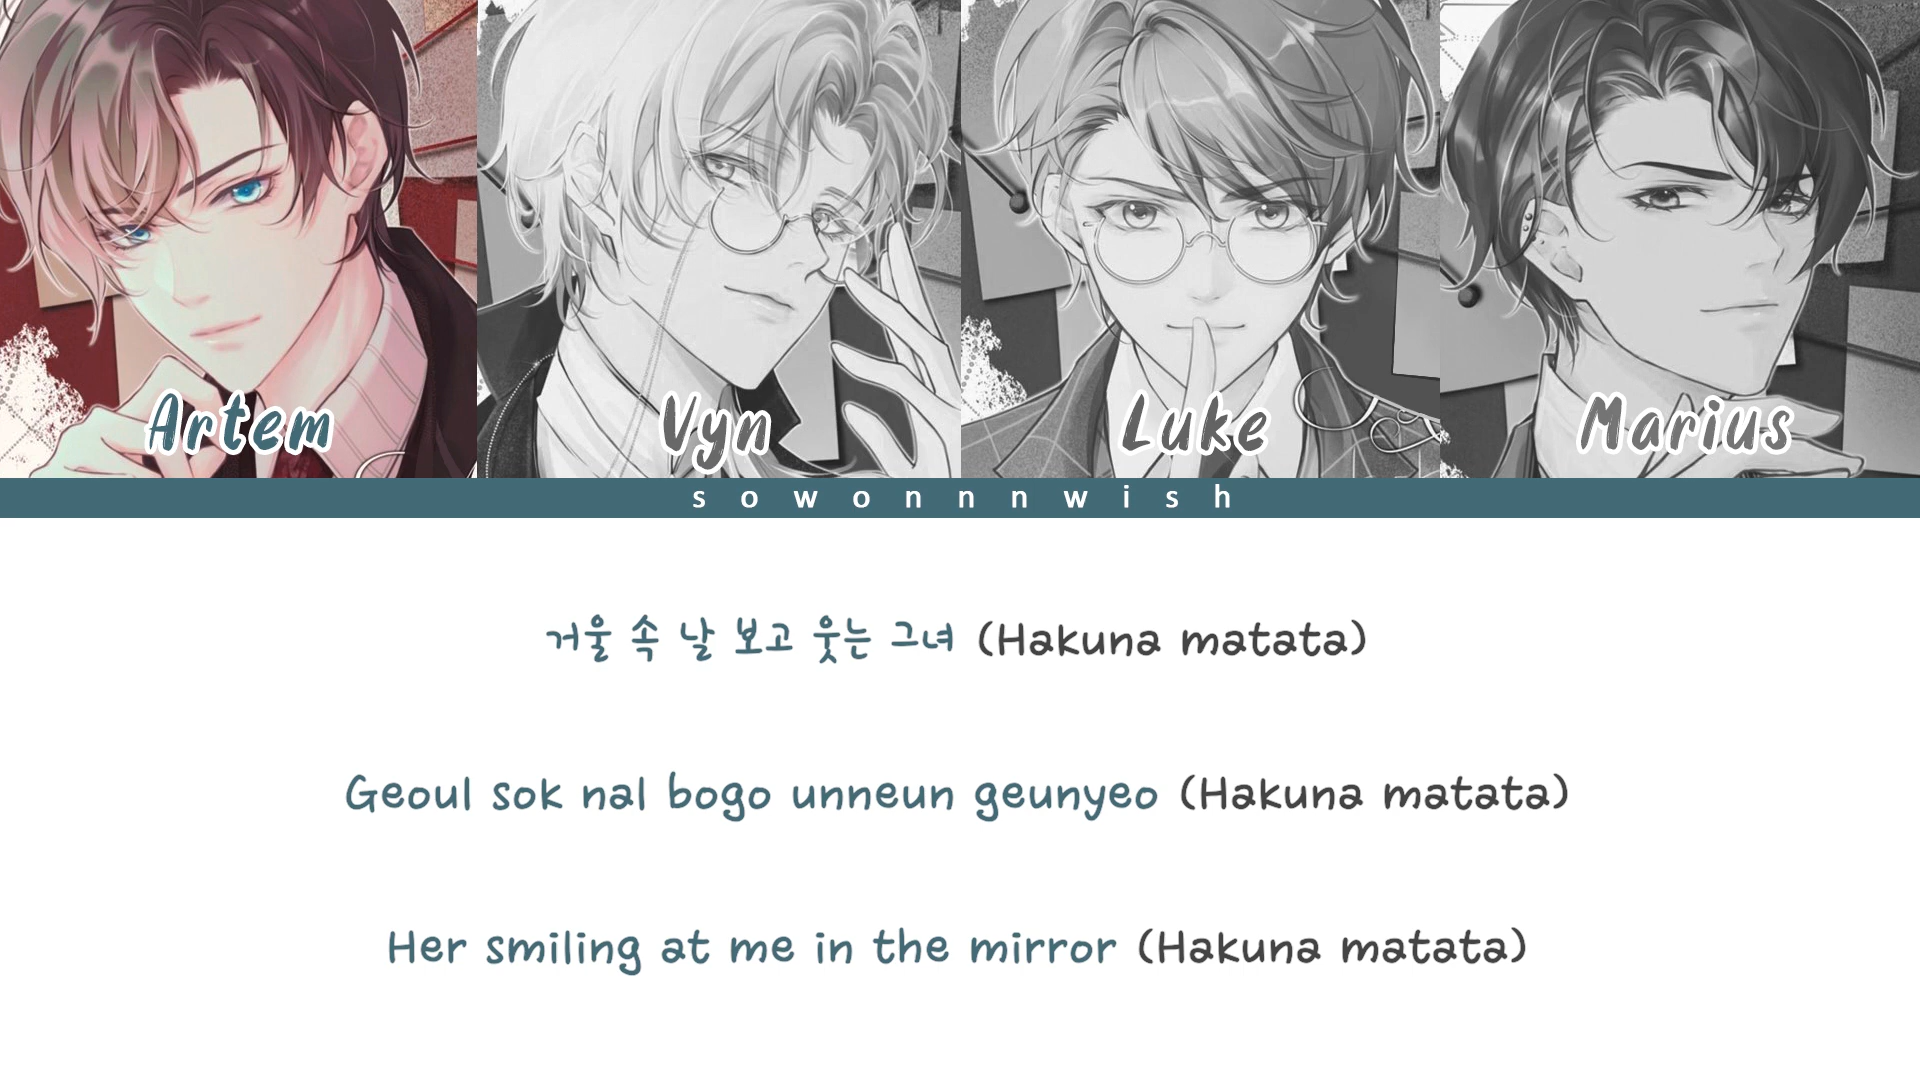 Artem Vyn Luke Marius
sowonnnwish
거울 속 날 보고 웃는 그녀 (Hakuna matata)
Geoul sok nal bogo unneun geunyeo (Hakuna matata)
Her smiling at me in the mirror (Hakuna matata)